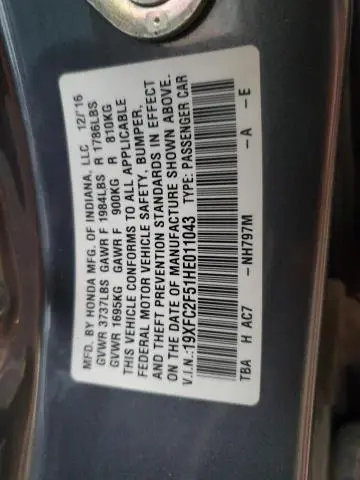 MFD. BY HONDA MFG. OF INDIANA, LLC 12/'16
GVWR 3737LBS GAWR F 1984LBS R 1786LBS
GVWR 1695KG GAWR F 900KG R 810KG
THIS VEHICLE CONFORMS TO ALL APPLICABLE
FEDERAL MOTOR VEHICLE SAFETY, BUMPER,
AND THEFT PREVENTION STANDARDS IN EFFECT
ON THE DATE OF MANUFACTURE SHOWN ABOVE.
V.I.N.:19XFC2F51HE011043 TYPE: PASSENGER CAR
TBA H AC7 -NH797M -A -E